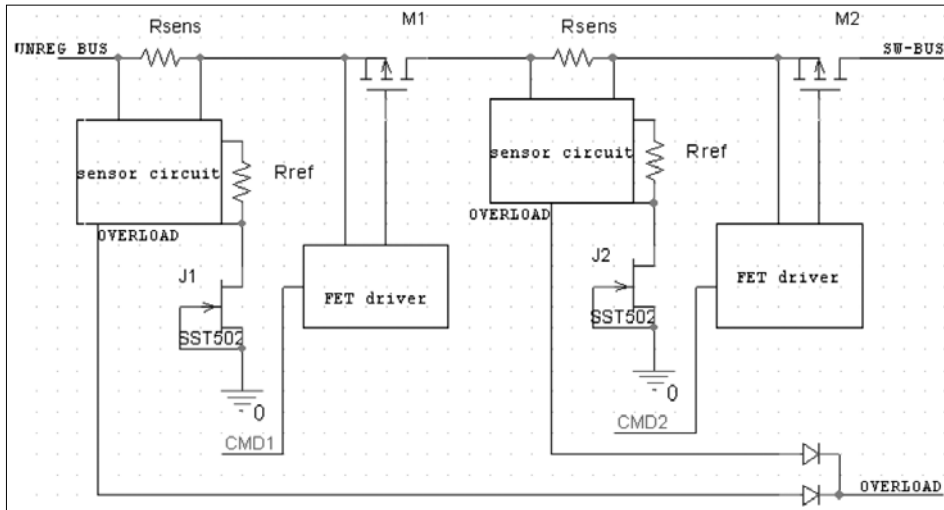 Rsens
M1
Rsens
M2
UNREG BUS
SW-BUS
sensor circuit
Rref
sensor circuit
Rref
OVERLOAD
OVERLOAD
J1
FET driver
J2
FET driver
SST502
SST502
0
0
CMD1
CMD2
OVERLOAD